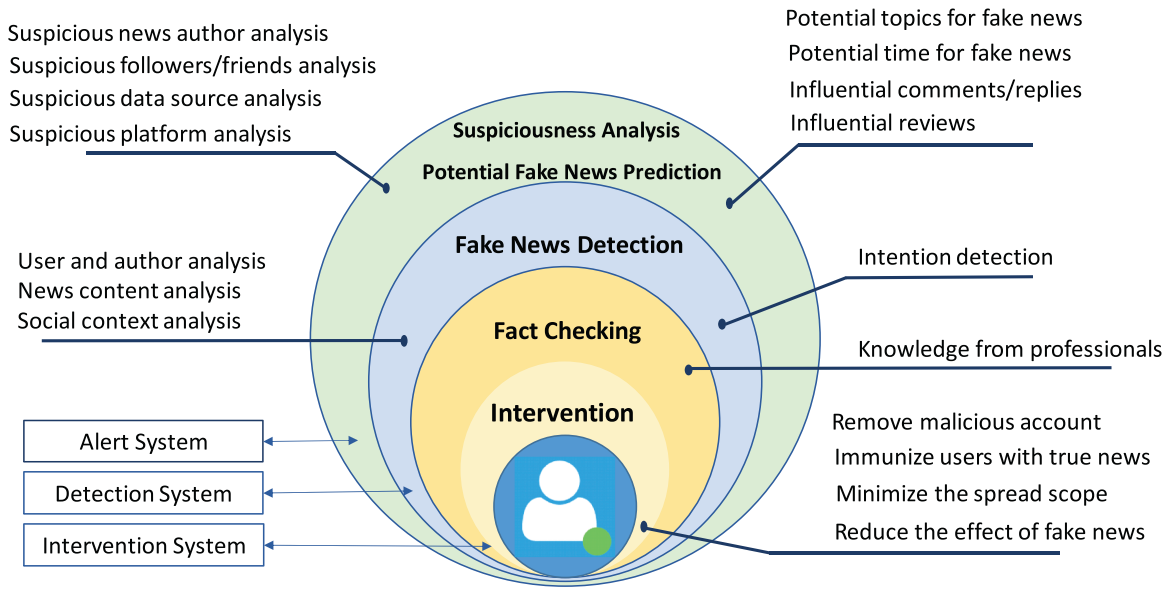 Suspicious news author analysis
Suspicious followers/friends analysis
Suspicious data source analysis
Suspicious platform analysis
Potential topics for fake news
Potential time for fake news
Influential comments/replies
Influential reviews
Suspiciousness Analysis
Potential Fake News Prediction
Fake News Detection
User and author analysis
News content analysis
Social context analysis
Intention detection
Fact Checking
Knowledge from professionals
Intervention
Alert System
Detection System
Intervention System
Remove malicious account
Immunize users with true news
Minimize the spread scope
Reduce the effect of fake news